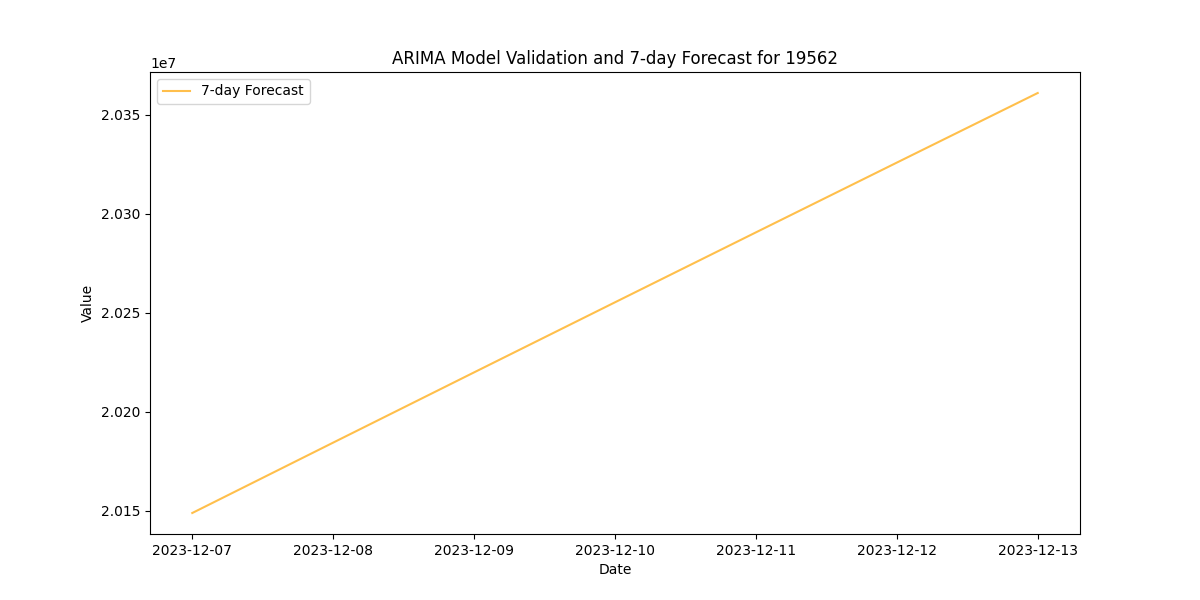 ARIMA Model Validation and 7-day Forecast for 19562
1e7
7-day Forecast
2.035
2.030
2.025
2.020
2.015
Value
2023-12-07 2023-12-08 2023-12-09 2023-12-10 2023-12-11 2023-12-12 2023-12-13
Date